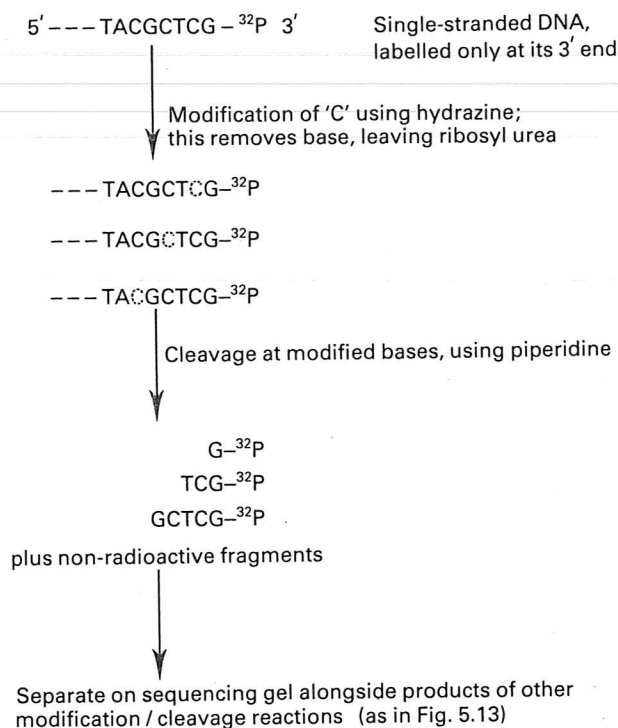 5′ – – – TACGCTCG – ³²P 3′
Single-stranded DNA,
labelled only at its 3′ end
Modification of 'C' using hydrazine;
this removes base, leaving ribosyl urea
– – – TACGCTCG–³²P
– – – TACGCTCG–³²P
– – – TACGCTCG–³²P
Cleavage at modified bases, using piperidine
G–³²P
TCG–³²P
GCTCG–³²P
plus non-radioactive fragments
Separate on sequencing gel alongside products of other
modification / cleavage reactions (as in Fig. 5.13)